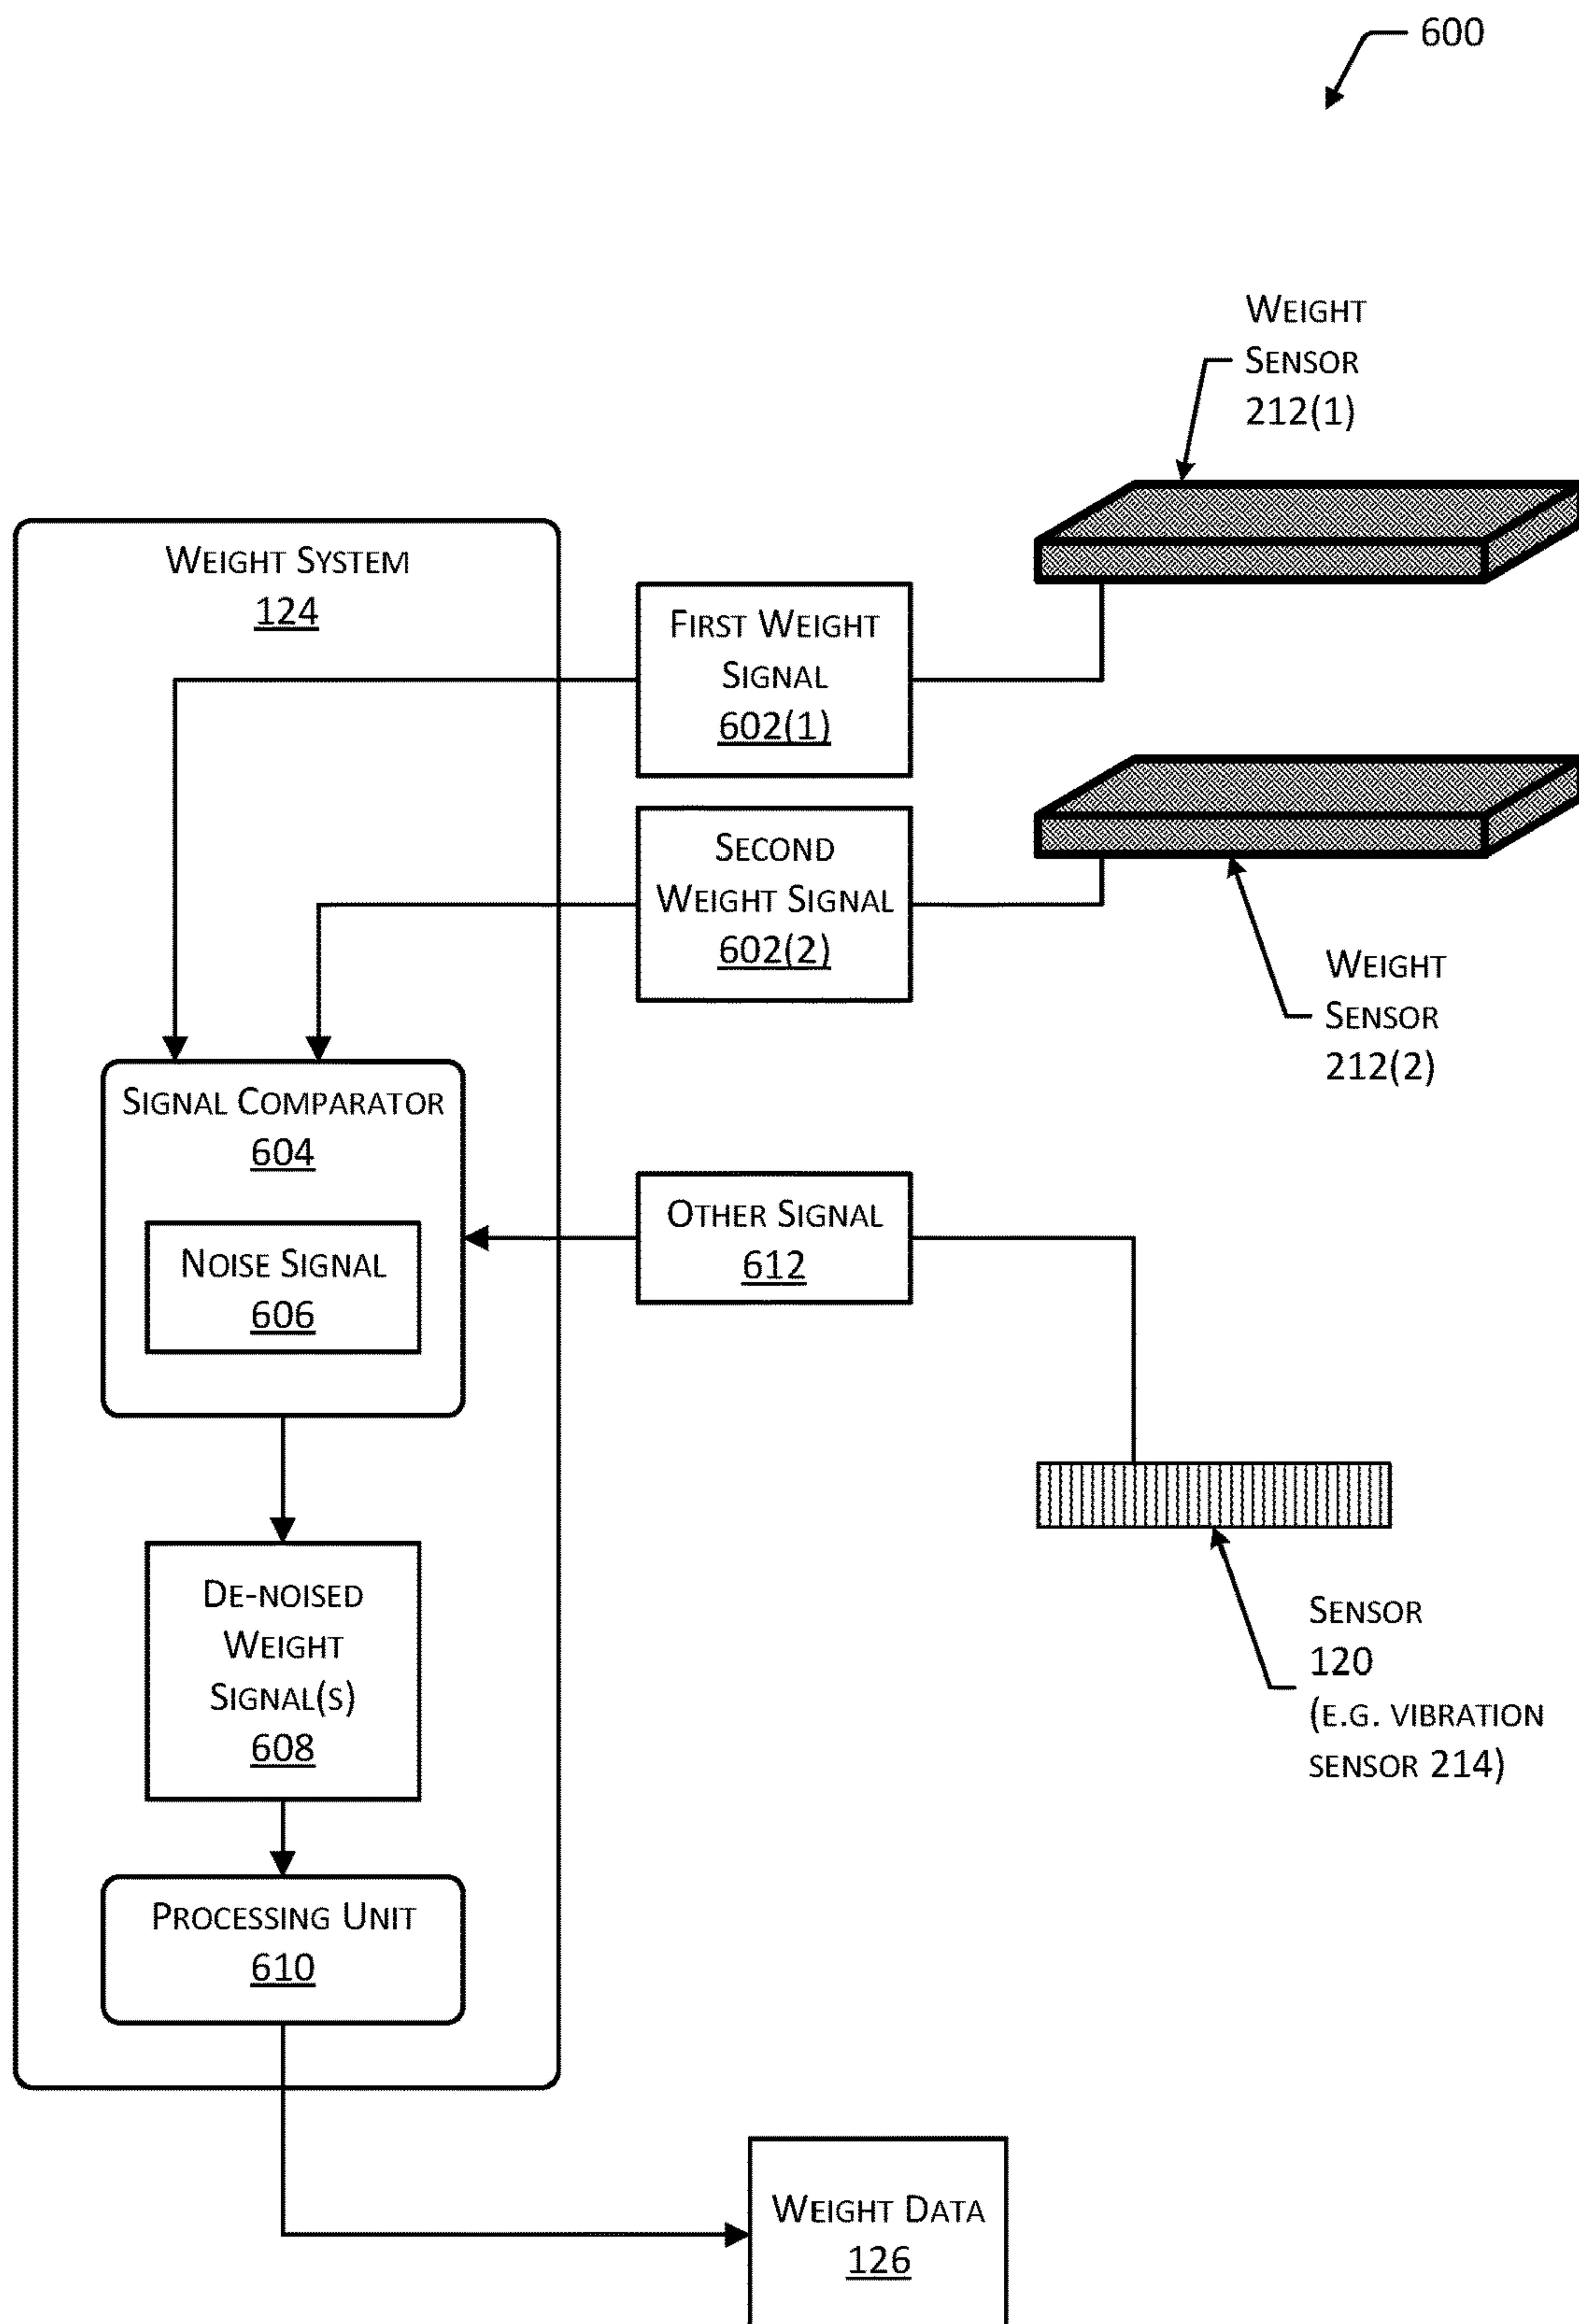 600
WEIGHT
SENSOR
212(1)
WEIGHT SYSTEM
124
FIRST WEIGHT
SIGNAL
602(1)
SECOND
WEIGHT SIGNAL
602(2)
WEIGHT
SENSOR
212(2)
SIGNAL COMPARATOR
604
NOISE SIGNAL
606
OTHER SIGNAL
612
DE-NOISED
WEIGHT
SIGNAL(S)
608
SENSOR
120
(E.G. VIBRATION
SENSOR 214)
PROCESSING UNIT
610
WEIGHT DATA
126